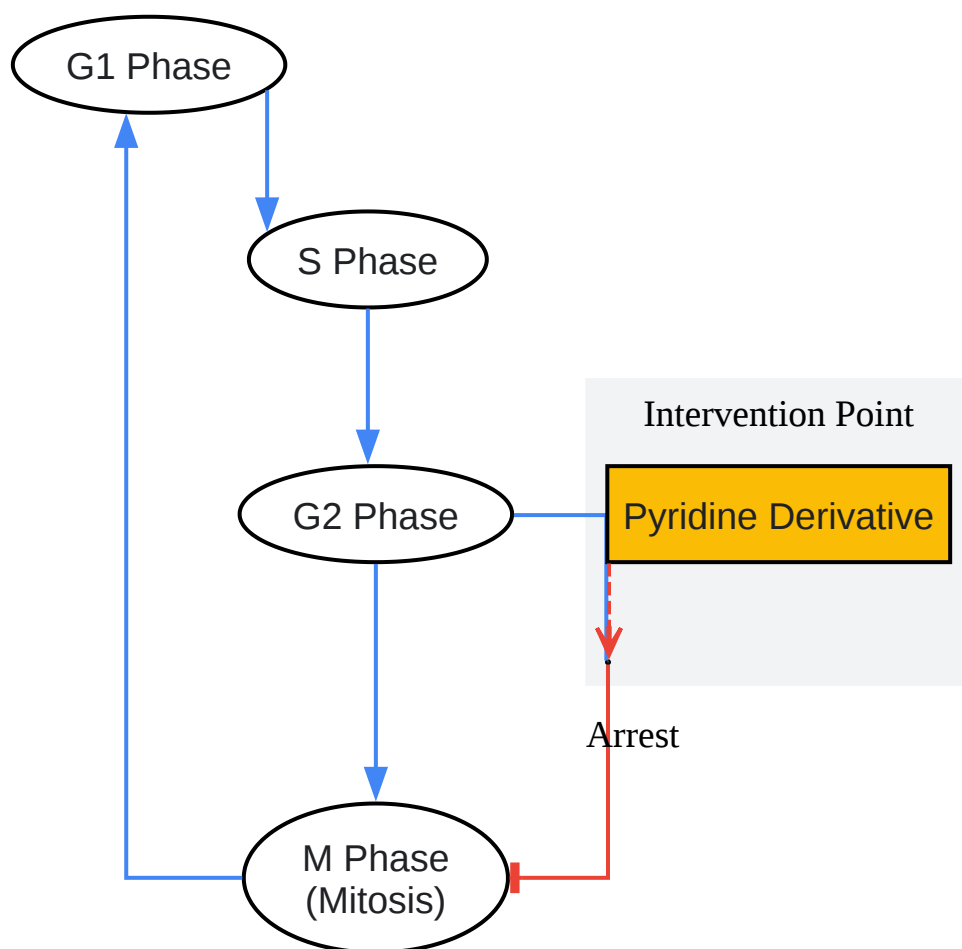 G1 Phase
S Phase
Intervention Point
G2 Phase
Pyridine Derivative
Arrest
M Phase
(Mitosis)